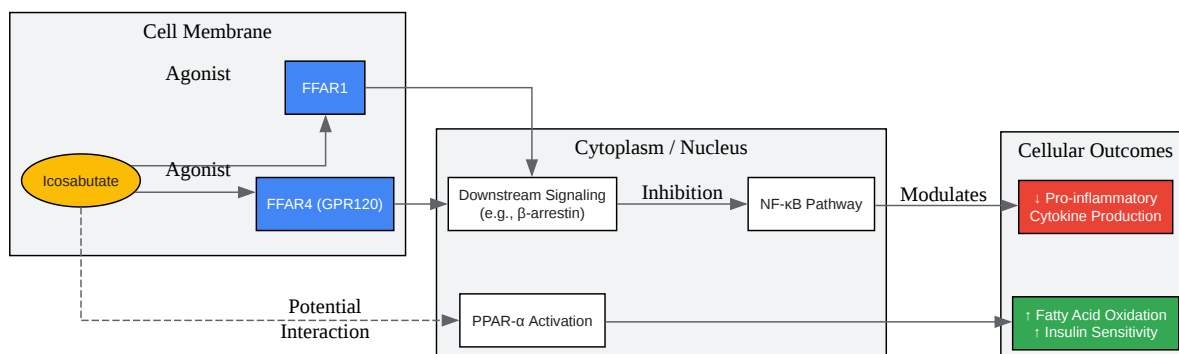 Cell Membrane
Agonist
FFAR1
Icosabutate
Agonist
FFAR4 (GPR120)
Cytoplasm / Nucleus
Downstream Signaling
(e.g., β-arrestin)
Inhibition
NF-κB Pathway
Modulates
Cellular Outcomes
↓ Pro-inflammatory
Cytokine Production
Potential
Interaction
PPAR-α Activation
↑ Fatty Acid Oxidation
↑ Insulin Sensitivity